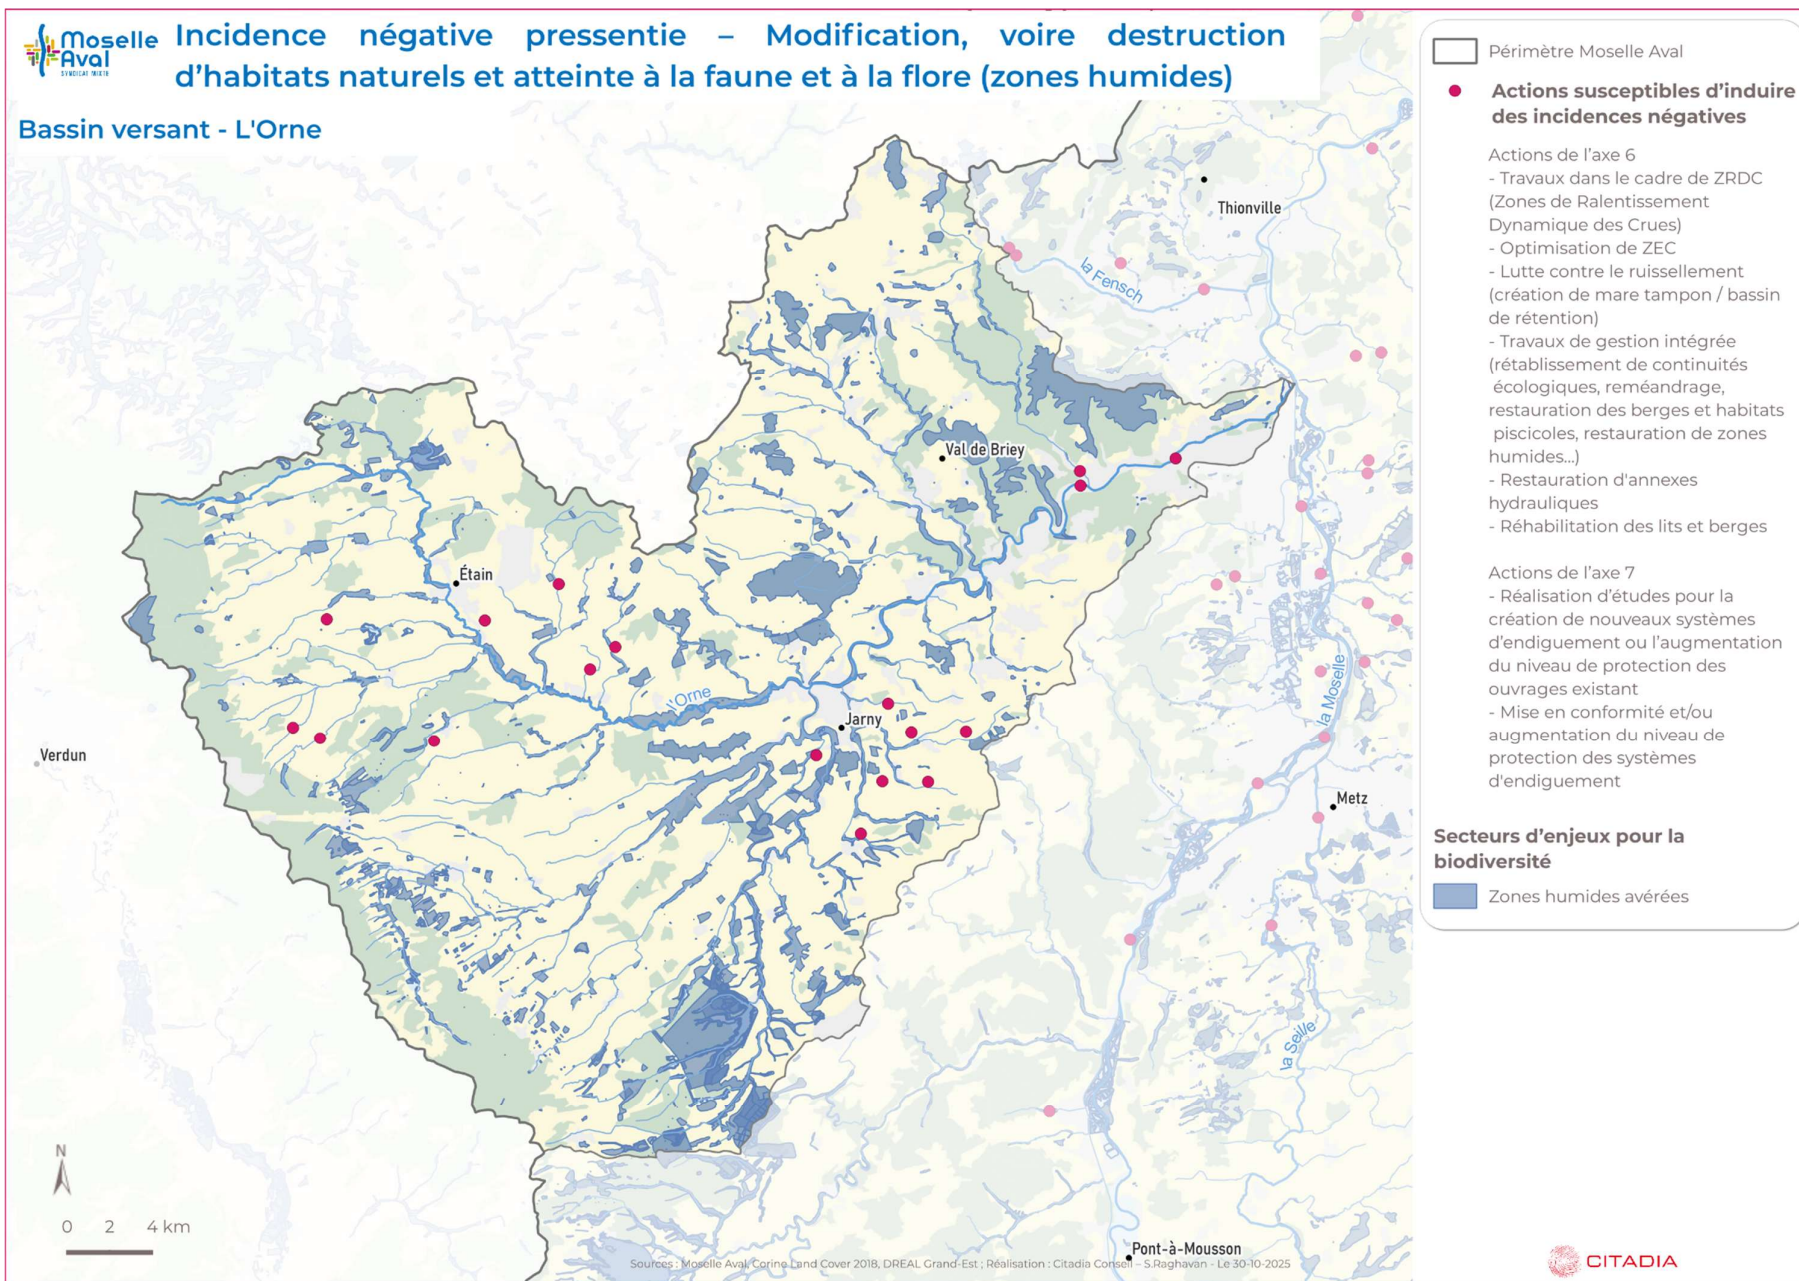 Moselle
Aval
SYNDICAT MIXTE
Incidence négative pressentie – Modification, voire destruction
d'habitats naturels et atteinte à la faune et à la flore (zones humides)
Bassin versant - L'Orne
Thionville
la Fensch
Val de Briey
Étain
l'Orne
Jarny
Verdun
la Moselle
Metz
la Seille
Pont-à-Mousson
N
0 2 4 km
Sources : Moselle Aval, Corine Land Cover 2018, DREAL Grand-Est ; Réalisation : Citadia Conseil – S.Raghavan - Le 30-10-2025
Périmètre Moselle Aval
Actions susceptibles d'induire
des incidences négatives
Actions de l'axe 6
- Travaux dans le cadre de ZRDC
(Zones de Ralentissement
Dynamique des Crues)
- Optimisation de ZEC
- Lutte contre le ruissellement
(création de mare tampon / bassin
de rétention)
- Travaux de gestion intégrée
(rétablissement de continuités
écologiques, reméandrage,
restauration des berges et habitats
piscicoles, restauration de zones
humides...)
- Restauration d'annexes
hydrauliques
- Réhabilitation des lits et berges
Actions de l'axe 7
- Réalisation d'études pour la
création de nouveaux systèmes
d'endiguement ou l'augmentation
du niveau de protection des
ouvrages existant
- Mise en conformité et/ou
augmentation du niveau de
protection des systèmes
d'endiguement
Secteurs d'enjeux pour la
biodiversité
Zones humides avérées
CITADIA